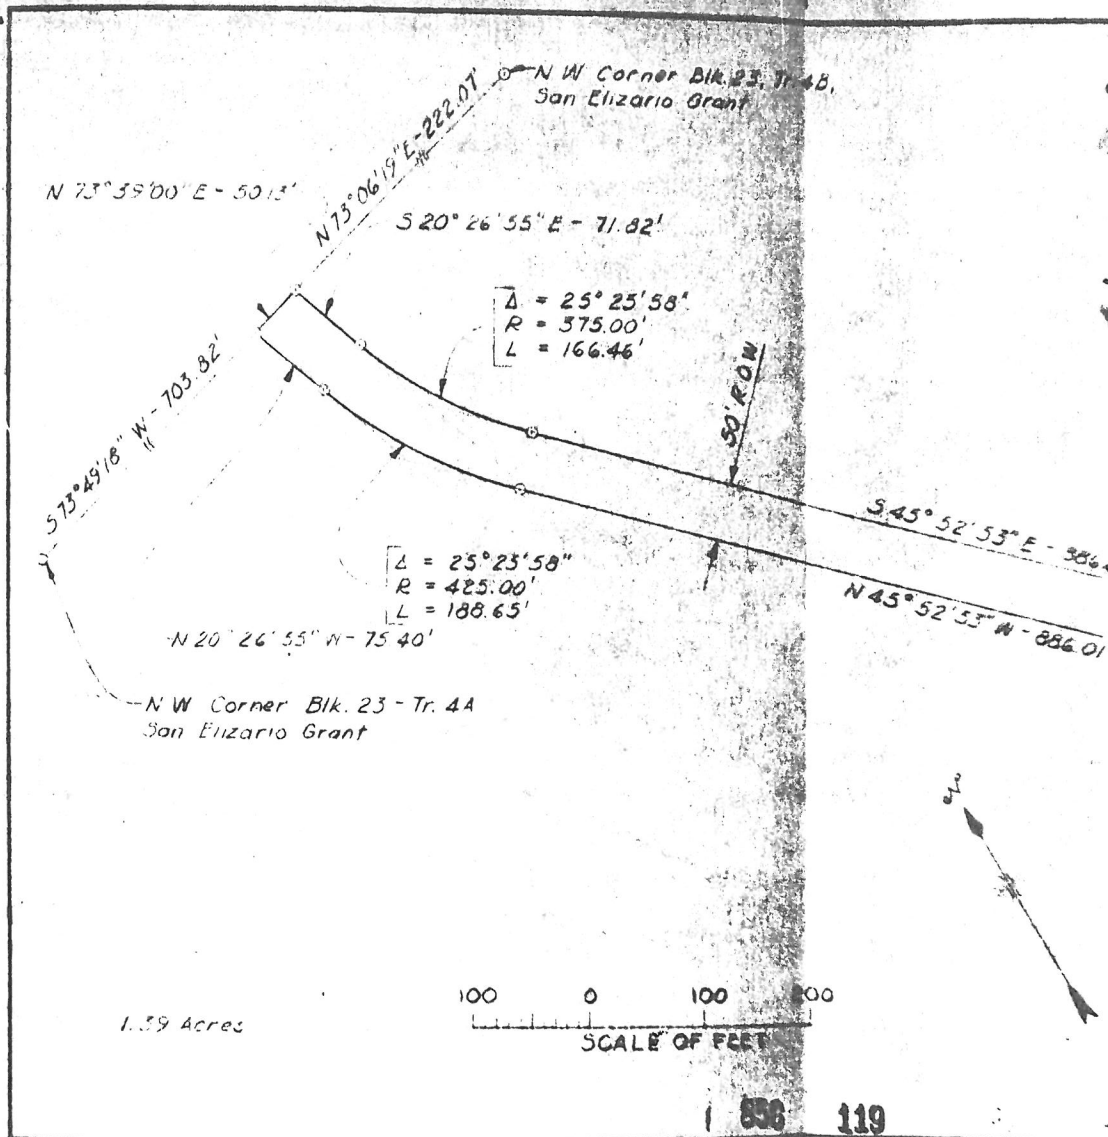 N W Corner Blk. 23, Tr. 4B,
San Elizario Grant
N 73°06'19" E - 222.07'
N 73°39'00" E - 50.13'
S 20° 26' 55" E - 71.82'
Δ = 25° 25' 58"
R = 375.00'
L = 166.46'
50' R.O.W
S 73°49'18" W - 703.82'
S 45° 52' 53" E - 886.
N 45° 52' 53" W - 886.01
Δ = 25° 25' 58"
R = 425.00'
L = 188.65'
N 20° 26' 55" W - 75.40'
N W Corner Blk. 23 - Tr. 4A
San Elizario Grant
1.39 Acres
100 0 100 200
SCALE OF FEET
856 119